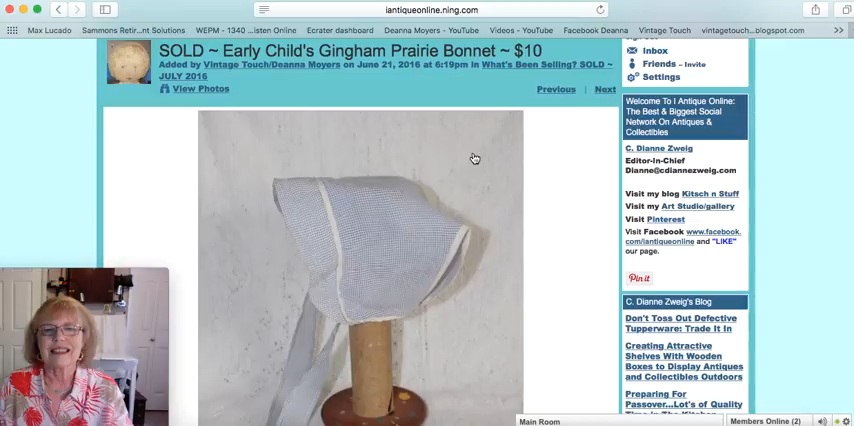 iantiqueonline.ning.com
Max Lucado
Sammons Retir...nt Solutions
WEPM - 1340 ...isten Online
Ecrater dashboard
Deanna Moyers - YouTube
Videos - YouTube
Facebook Deanna
Vintage Touch
vintagetouch...blogspot.com
SOLD ~ Early Child's Gingham Prairie Bonnet ~ $10
Added by Vintage Touch/Deanna Moyers on June 21, 2016 at 6:19pm in What's Been Selling? SOLD ~
JULY 2016
View Photos
Previous | Next
Inbox
Friends – Invite
Settings
Welcome To I Antique Online:
The Best & Biggest Social
Network On Antiques &
Collectibles
C. Dianne Zweig
Editor-In-Chief
Dianne@cdiannezweig.com
Visit my blog Kitsch n Stuff
Visit my Art Studio/gallery
Visit Pinterest
Visit Facebook www.facebook.
com/iantiqueonline and "LIKE"
our page.
Pin it
C. Dianne Zweig's Blog
Don't Toss Out Defective
Tupperware: Trade It In
Creating Attractive
Shelves With Wooden
Boxes to Display Antiques
and Collectibles Outdoors
Preparing For
Passover...Lot's of Quality
Main Room
Members Online (2)